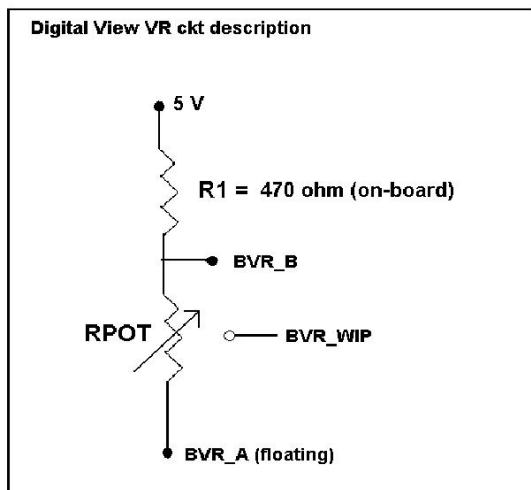 Digital View VR ckt description
5 V
R1 = 470 ohm (on-board)
BVR_B
RPOT
BVR_WIP
BVR_A (floating)